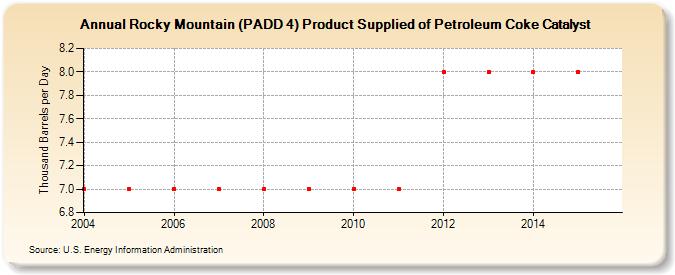 Annual Rocky Mountain (PADD 4) Product Supplied of Petroleum Coke Catalyst
Thousand Barrels per Day
8.2
8.0
7.8
7.6
7.4
7.2
7.0
6.8
2004 2006 2008 2010 2012 2014
Source: U.S. Energy Information Administration